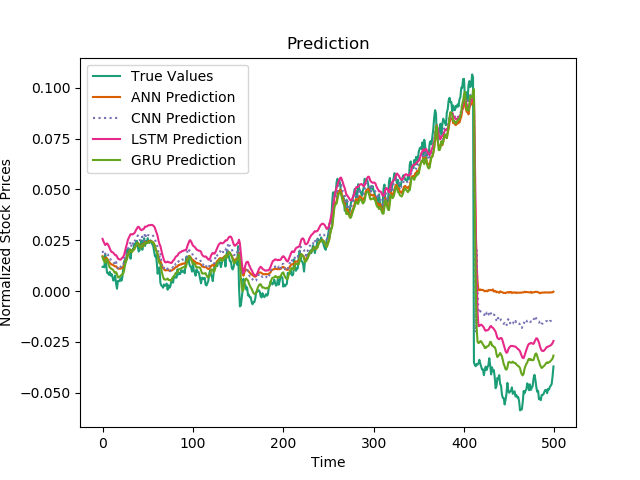 Prediction
True Values
ANN Prediction
CNN Prediction
LSTM Prediction
GRU Prediction
0.100
0.075
0.050
0.025
0.000
−0.025
−0.050
Normalized Stock Prices
0 100 200 300 400 500
Time